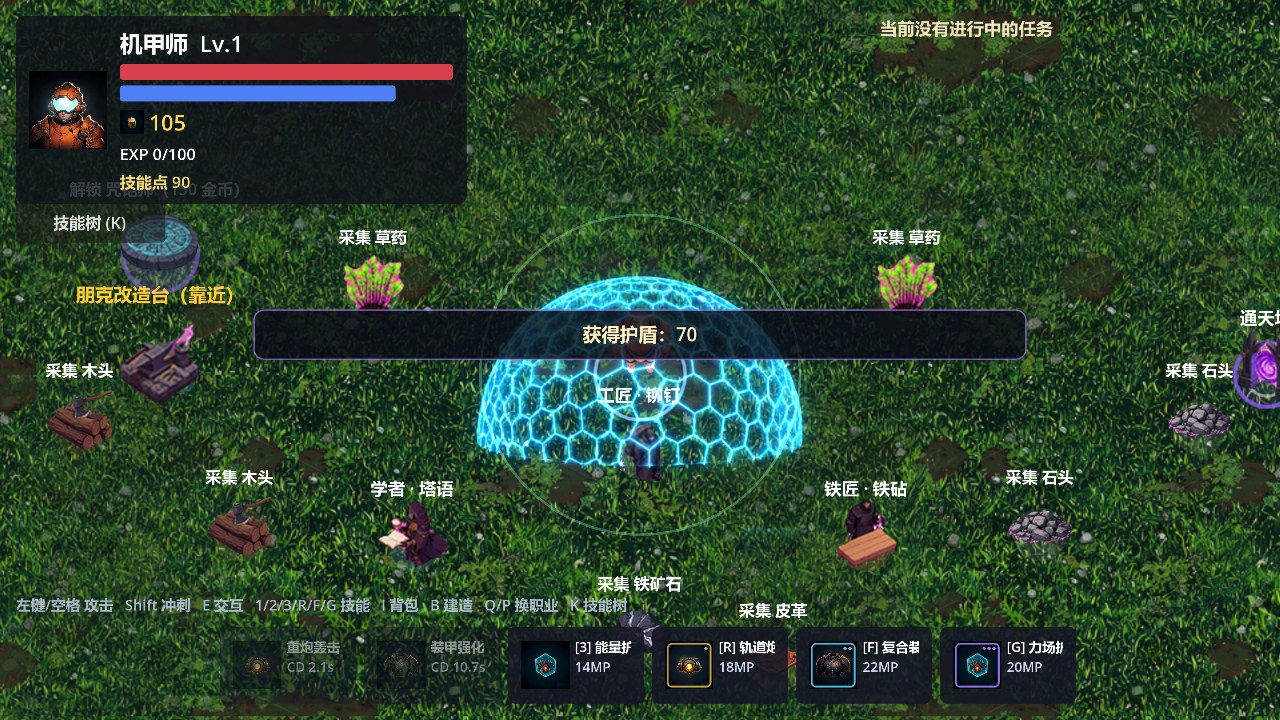 机甲师 Lv.1
105
EXP 0/100
技能点 90
技能树 (K)
当前没有进行中的任务
采集 草药
采集 草药
朋克改造台（靠近）
获得护盾：70
通天
采集 木头
采集 石头
工匠 · 铆钉
采集 木头
学者 · 塔语
铁匠 · 铁砧
采集 石头
采集 铁矿石
左键/空格 攻击 Shift 冲刺 E 交互 1/2/3/R/F/G 技能 I 背包 B 建造 Q/P 换职业 K 技能树
采集 皮革
重炮轰击
CD 2.1s
装甲强化
CD 10.7s
[3] 能量
14MP
[R] 轨道
18MP
[F] 复合
22MP
[G] 力场
20MP